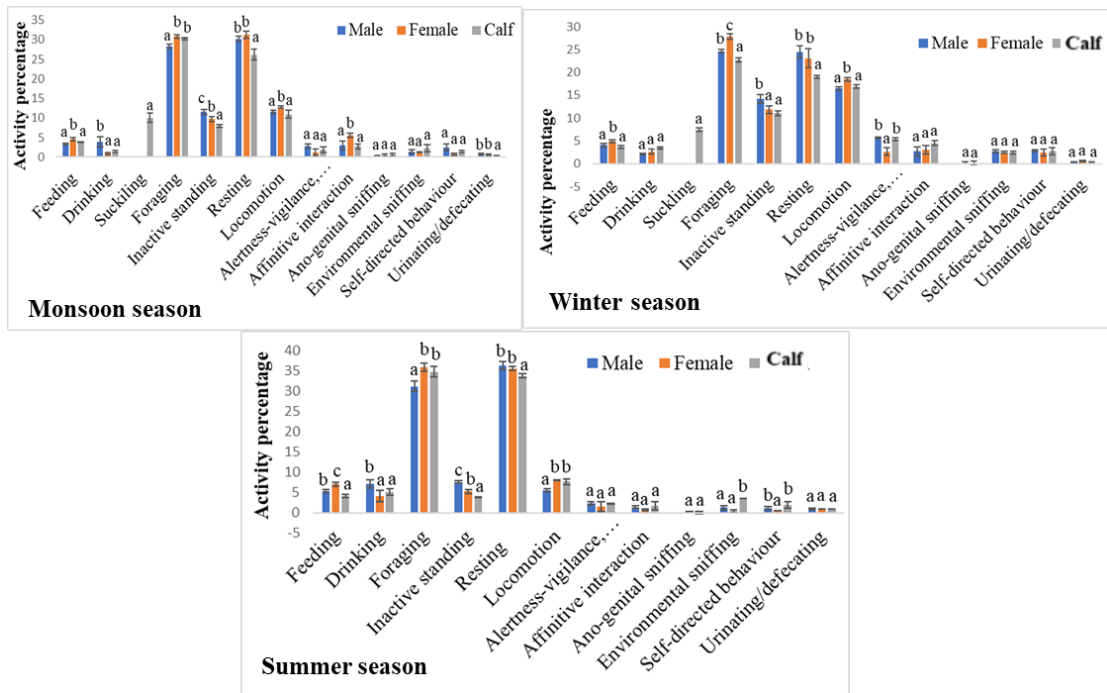 Activity percentage
35
30
25
20
15
10
5
0
Male Female Calf
a b a
b a a
a
a b b
c b a
b b a
a b a
a a a
a b a
a a a
a a a
b a a
b b a
Feeding
Drinking
Suckiling
Foraging
Inactive standing
Resting
Locomotion
Alertness-vigilance,…
Affinitive interaction
Ano-genital sniffing
Environmental sniffing
Self-directed behaviour
Urinating/defecating
Monsoon season
Activity percentage
30
25
20
15
10
5
0
-5
Male Female Calf
a b a
a a a
a
b c a
b a a
b b a
a b a
b a b
a a a
a a
a a a
a a a
a a a
Feeding
Drinking
Suckling
Foraging
Inactive standing
Resting
Locomotion
Alertness-vigilance,…
Affinitive interaction
Ano-genital sniffing
Environmental sniffing
Self-directed behaviour
Urinating/defecating
Winter season
Activity percentage
40
35
30
25
20
15
10
5
0
-5
Male Female Calf
b c a
b a a
a b b
c b a
b b a
a b b
a a a
a a a
a a
a a b
b a b
a a a
Feeding
Drinking
Foraging
Inactive standing
Resting
Locomotion
Alertness-vigilance,…
Affinitive interaction
Ano-genital sniffing
Environmental sniffing
Self-directed behaviour
Urinating/defecating
Summer season